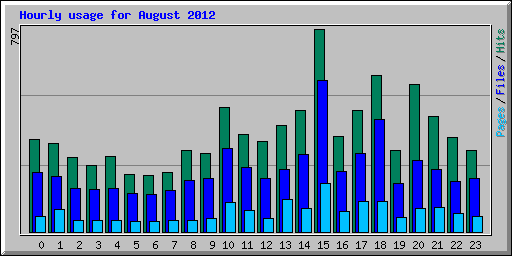 Hourly usage for August 2012
797
Pages/Files/Hits
0 1 2 3 4 5 6 7 8 9 10 11 12 13 14 15 16 17 18 19 20 21 22 23